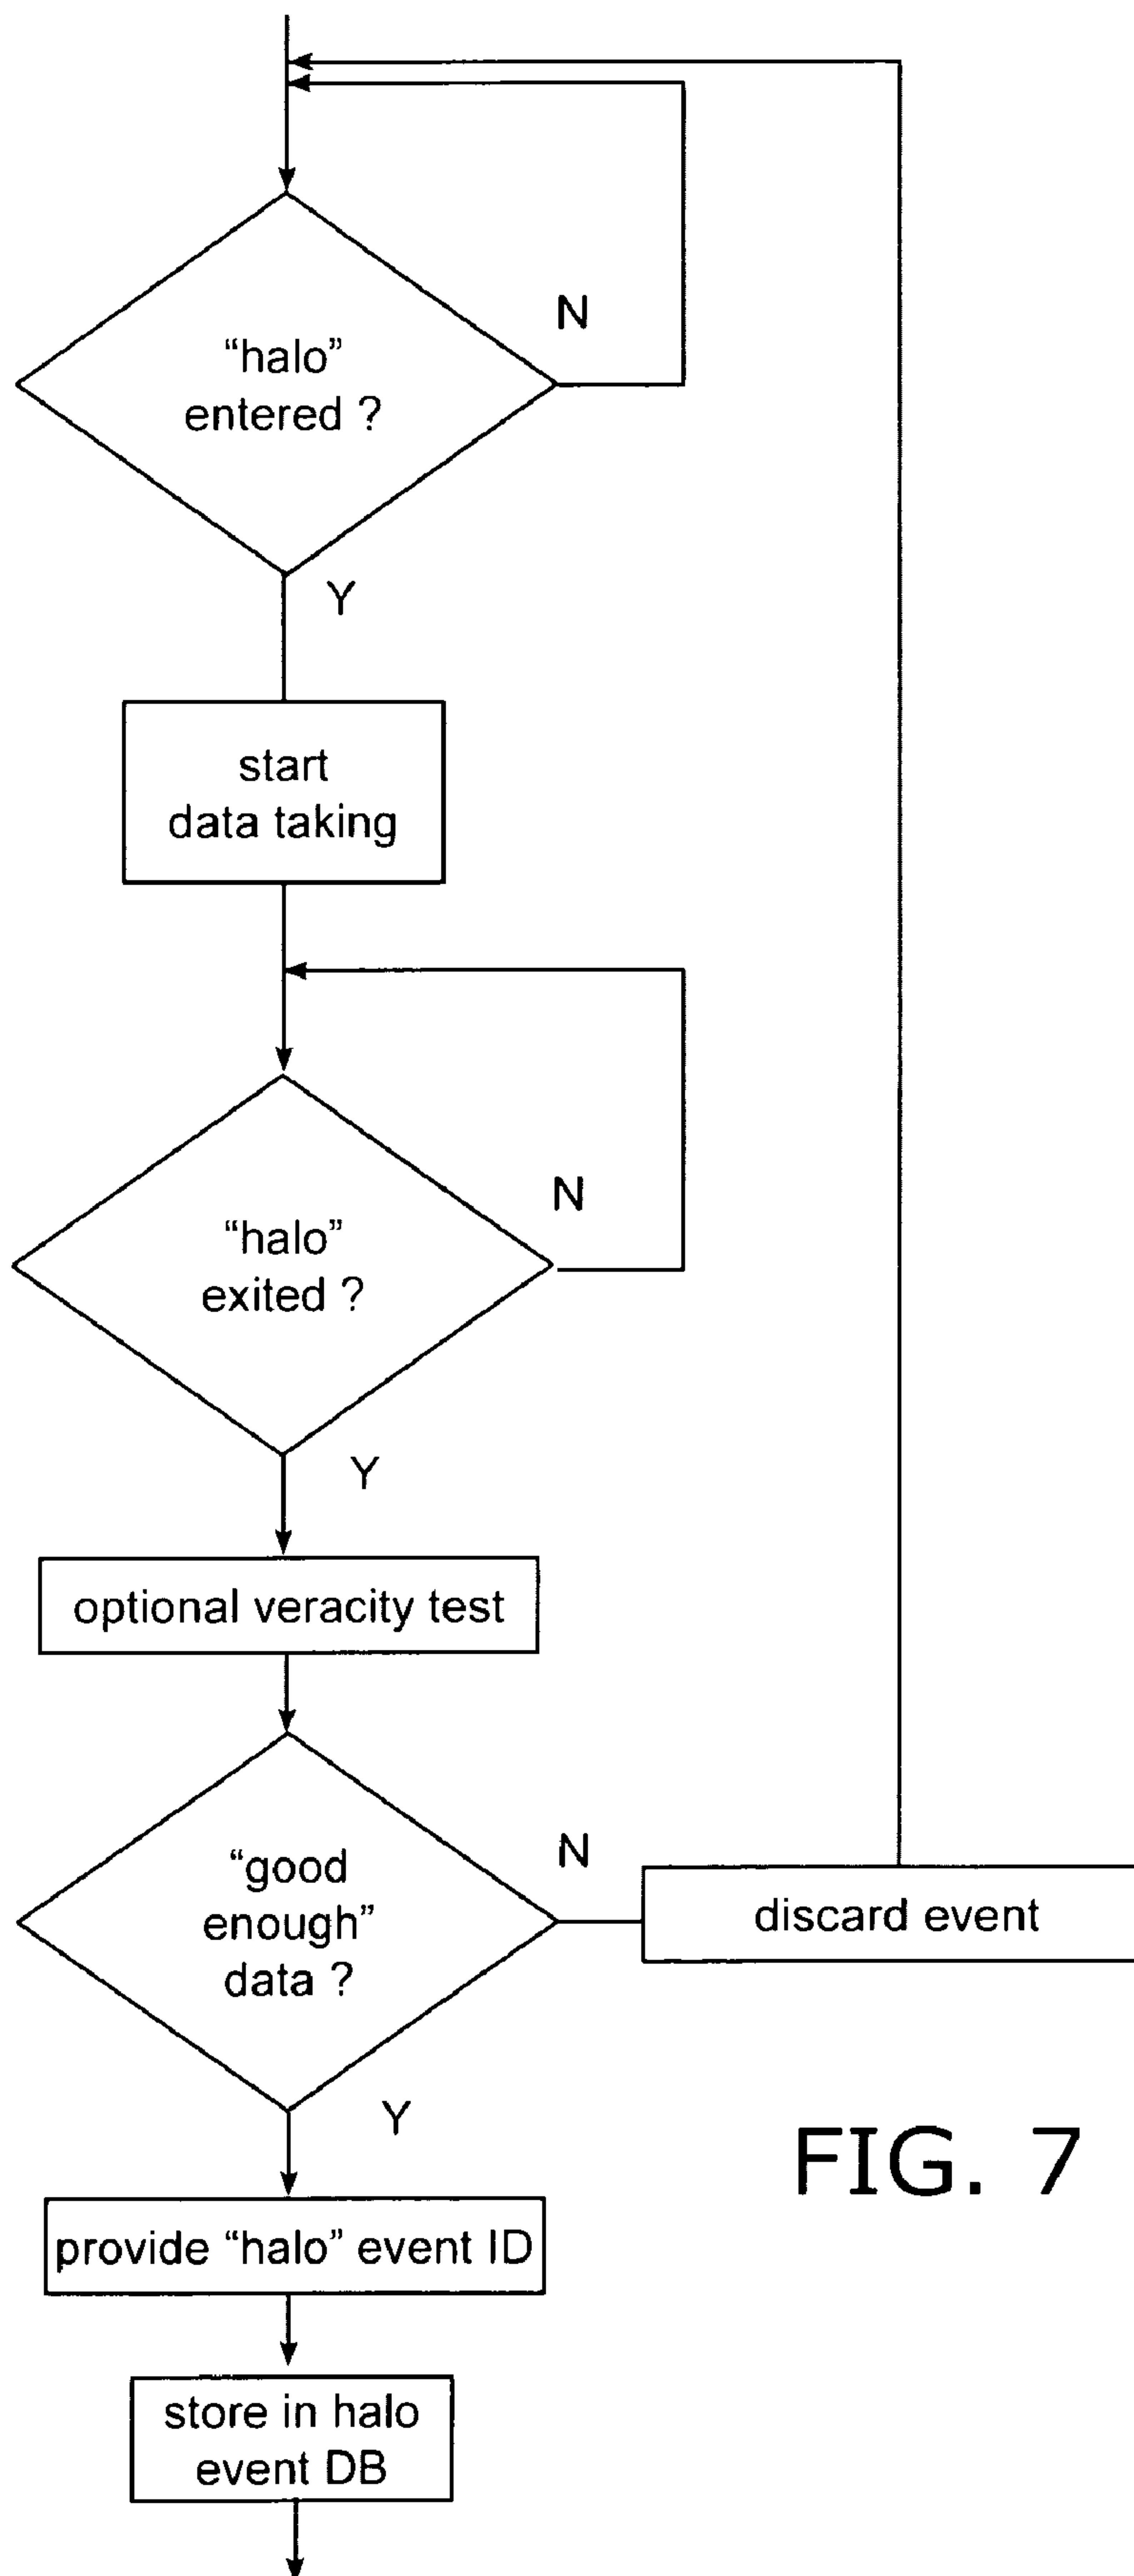 “halo”
entered ?
N
Y
start
data taking
“halo”
exited ?
N
Y
optional veracity test
“good
enough”
data ?
N
discard event
Y
provide “halo” event ID
store in halo
event DB
FIG. 7